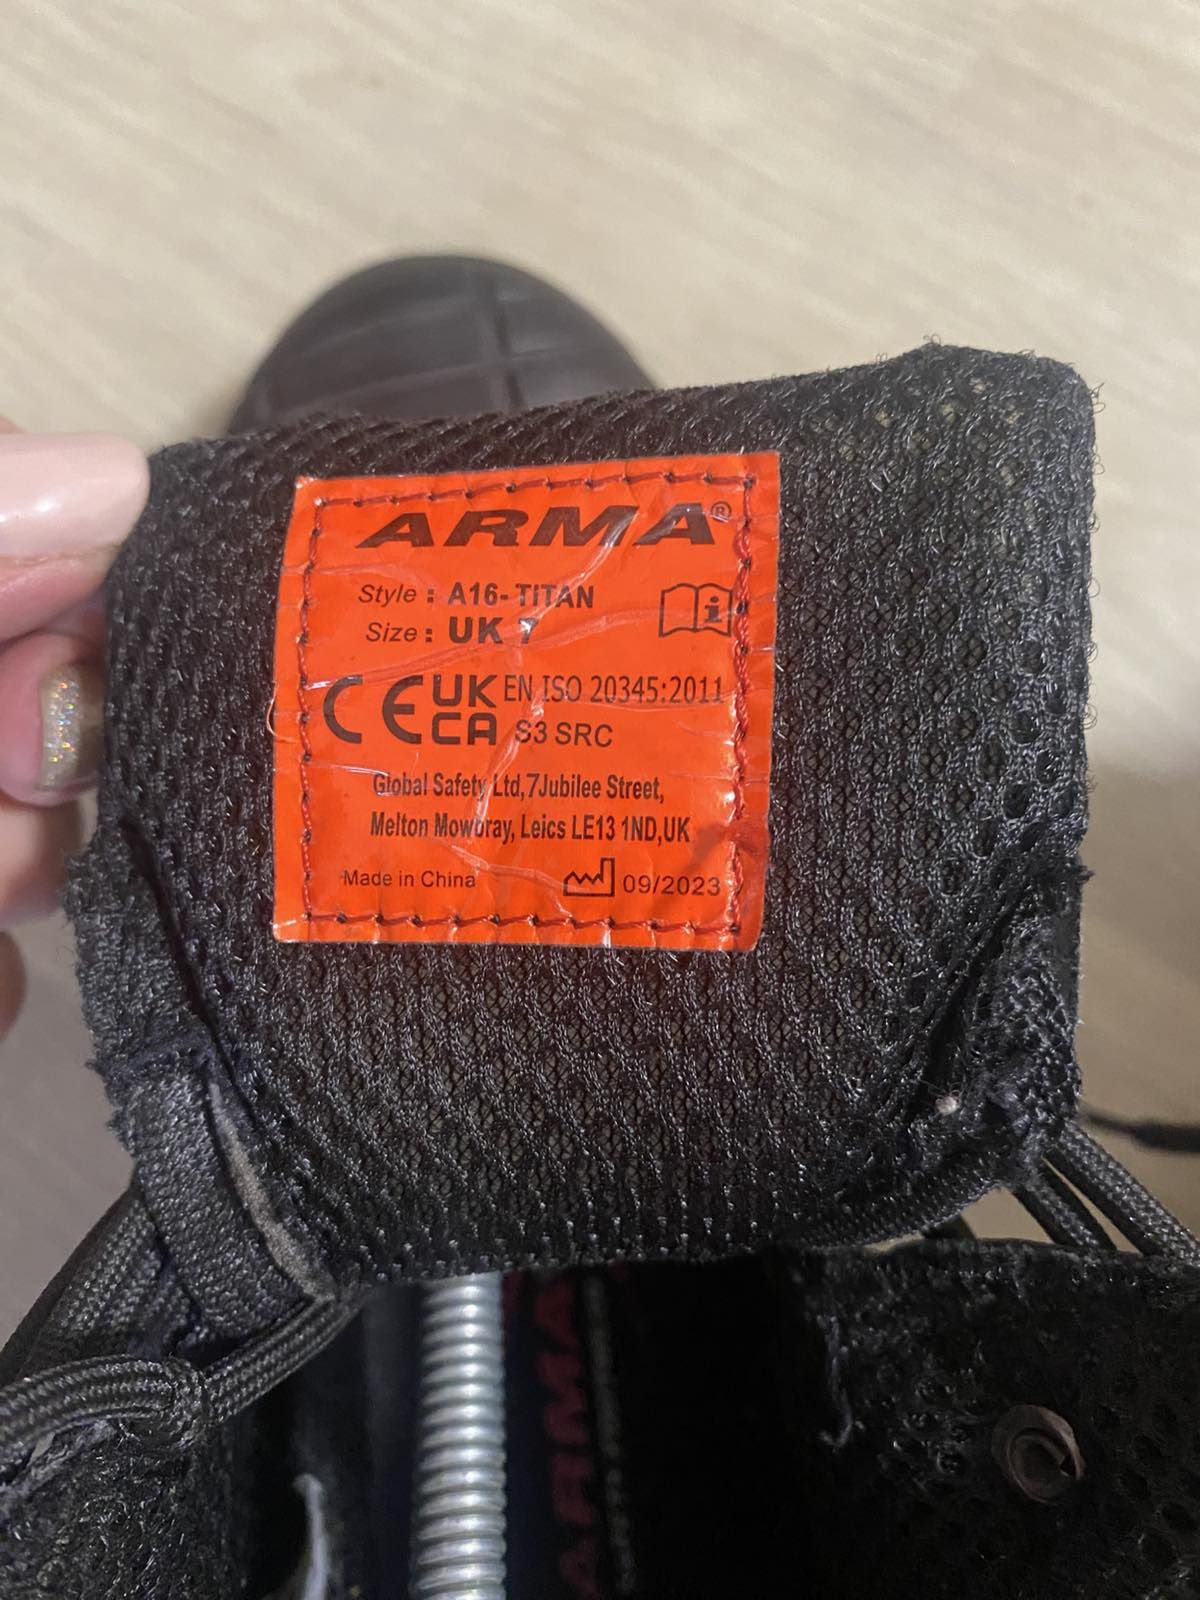 ARMA®
Style : A16-TITAN
Size : UK 7
CE UK CA EN ISO 20345:2011
S3 SRC
Global Safety Ltd,7Jubilee Street,
Melton Mowbray, Leics LE13 1ND,UK
Made in China 09/2023
ARMA